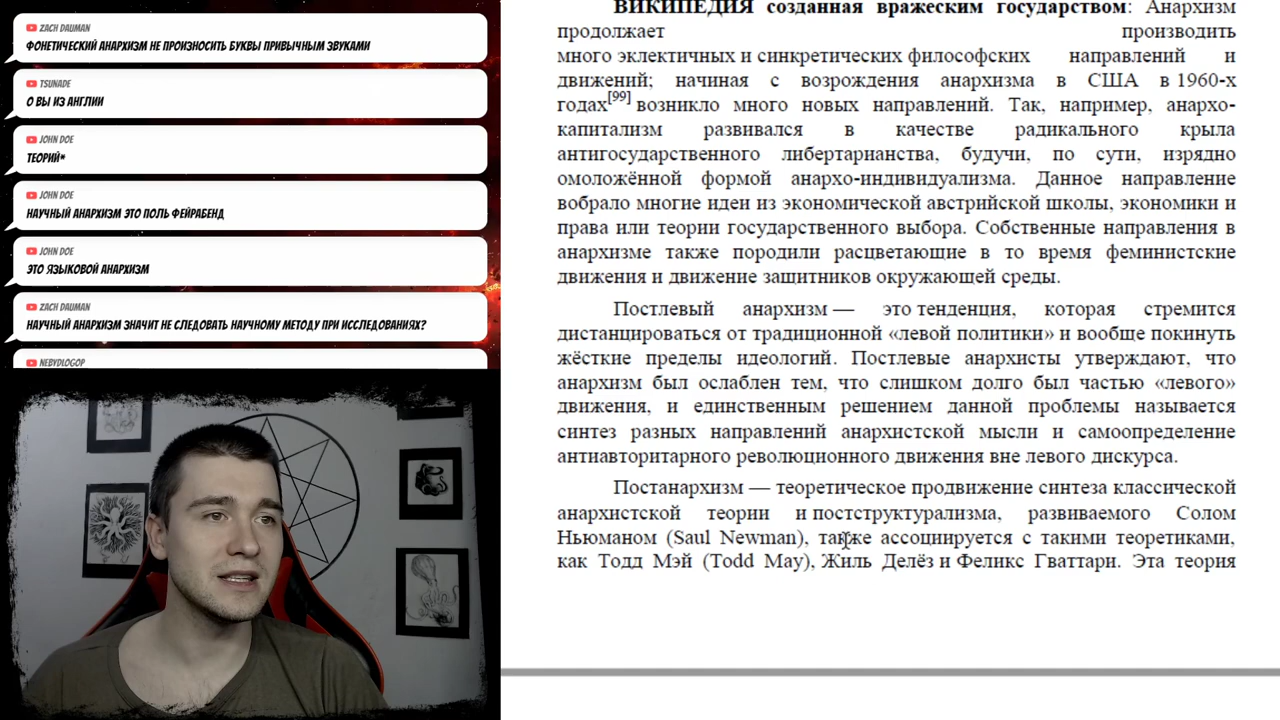 ZACH DAUMAN
ФОНЕТИЧЕСКИЙ АНАРХИЗМ НЕ ПРОИЗНОСИТЬ БУКВЫ ПРИВЫЧНЫМ ЗВУКАМИ
TSUNADE
О ВЫ ИЗ АНГЛИИ
JOHN DOE
ТЕОРИЙ*
JOHN DOE
НАУЧНЫЙ АНАРХИЗМ ЭТО ПОЛЬ ФЕЙРАБЕНД
JOHN DOE
ЭТО ЯЗЫКОВОЙ АНАРХИЗМ
ZACH DAUMAN
НАУЧНЫЙ АНАРХИЗМ ЗНАЧИТ НЕ СЛЕДОВАТЬ НАУЧНОМУ МЕТОДУ ПРИ ИССЛЕДОВАНИЯХ?
NEBYDLOGOP
ВИКИПЕДИЯ созданная вражеским государством: Анархизм
продолжает производить
много эклектичных и синкретических философских направлений и
движений; начиная с возрождения анархизма в США в 1960-х
годах[99] возникло много новых направлений. Так, например, анархо-
капитализм развивался в качестве радикального крыла
антигосударственного либертарианства, будучи, по сути, изрядно
омоложённой формой анархо-индивидуализма. Данное направление
вобрало многие идеи из экономической австрийской школы, экономики и
права или теории государственного выбора. Собственные направления в
анархизме также породили расцветающие в то время феминистские
движения и движение защитников окружающей среды.
Постлевый анархизм — это тенденция, которая стремится
дистанцироваться от традиционной «левой политики» и вообще покинуть
жёсткие пределы идеологий. Постлевые анархисты утверждают, что
анархизм был ослаблен тем, что слишком долго был частью «левого»
движения, и единственным решением данной проблемы называется
синтез разных направлений анархистской мысли и самоопределение
антиавторитарного революционного движения вне левого дискурса.
Постанархизм — теоретическое продвижение синтеза классической
анархистской теории и постструктурализма, развиваемого Солом
Ньюманом (Saul Newman), также ассоциируется с такими теоретиками,
как Тодд Мэй (Todd May), Жиль Делёз и Феликс Гваттари. Эта теория